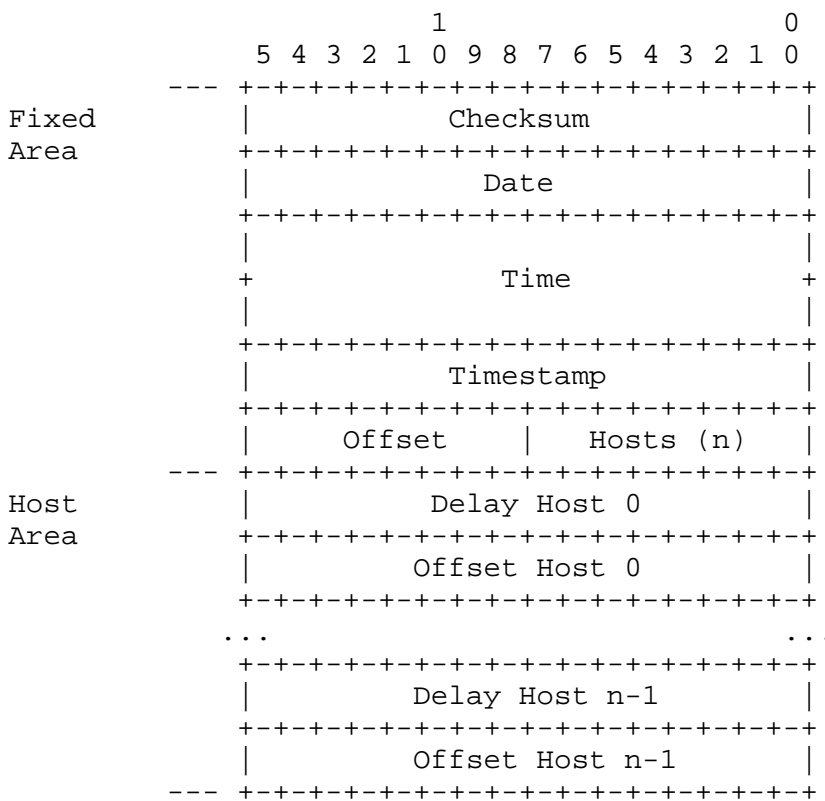 1                   0
               5 4 3 2 1 0 9 8 7 6 5 4 3 2 1 0
          --- +-+-+-+-+-+-+-+-+-+-+-+-+-+-+-+-+
Fixed         |           Checksum            |
Area          +-+-+-+-+-+-+-+-+-+-+-+-+-+-+-+-+
              |             Date              |
              +-+-+-+-+-+-+-+-+-+-+-+-+-+-+-+-+
              |                               |
              +              Time             +
              |                               |
              +-+-+-+-+-+-+-+-+-+-+-+-+-+-+-+-+
              |           Timestamp           |
              +-+-+-+-+-+-+-+-+-+-+-+-+-+-+-+-+
              |     Offset    |   Hosts (n)   |
          --- +-+-+-+-+-+-+-+-+-+-+-+-+-+-+-+-+
Host          |          Delay Host 0         |
Area          +-+-+-+-+-+-+-+-+-+-+-+-+-+-+-+-+
              |         Offset Host 0         |
              +-+-+-+-+-+-+-+-+-+-+-+-+-+-+-+-+
             ...                             ...
              +-+-+-+-+-+-+-+-+-+-+-+-+-+-+-+-+
              |         Delay Host n-1        |
              +-+-+-+-+-+-+-+-+-+-+-+-+-+-+-+-+
              |         Offset Host n-1       |
          --- +-+-+-+-+-+-+-+-+-+-+-+-+-+-+-+-+